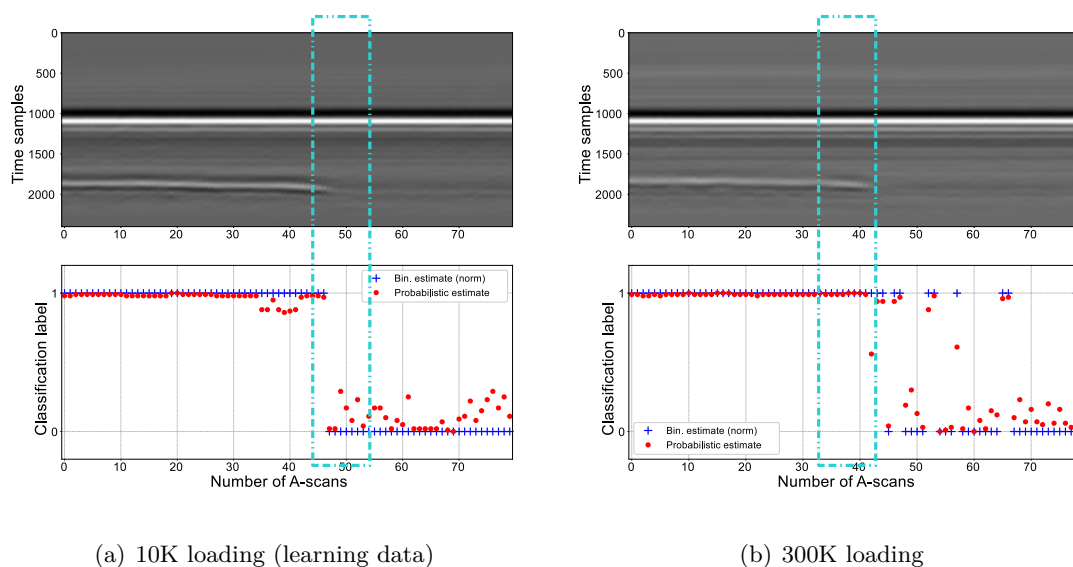 0
500
1000
1500
2000
Time samples
0 10 20 30 40 50 60 70
1
0
Classification label
Bin. estimate (norm)
Probabilistic estimate
0 10 20 30 40 50 60 70
Number of A-scans
(a) 10K loading (learning data)
0
500
1000
1500
2000
Time samples
0 10 20 30 40 50 60 70
1
0
Classification label
Bin. estimate (norm)
Probabilistic estimate
0 10 20 30 40 50 60 70
Number of A-scans
(b) 300K loading